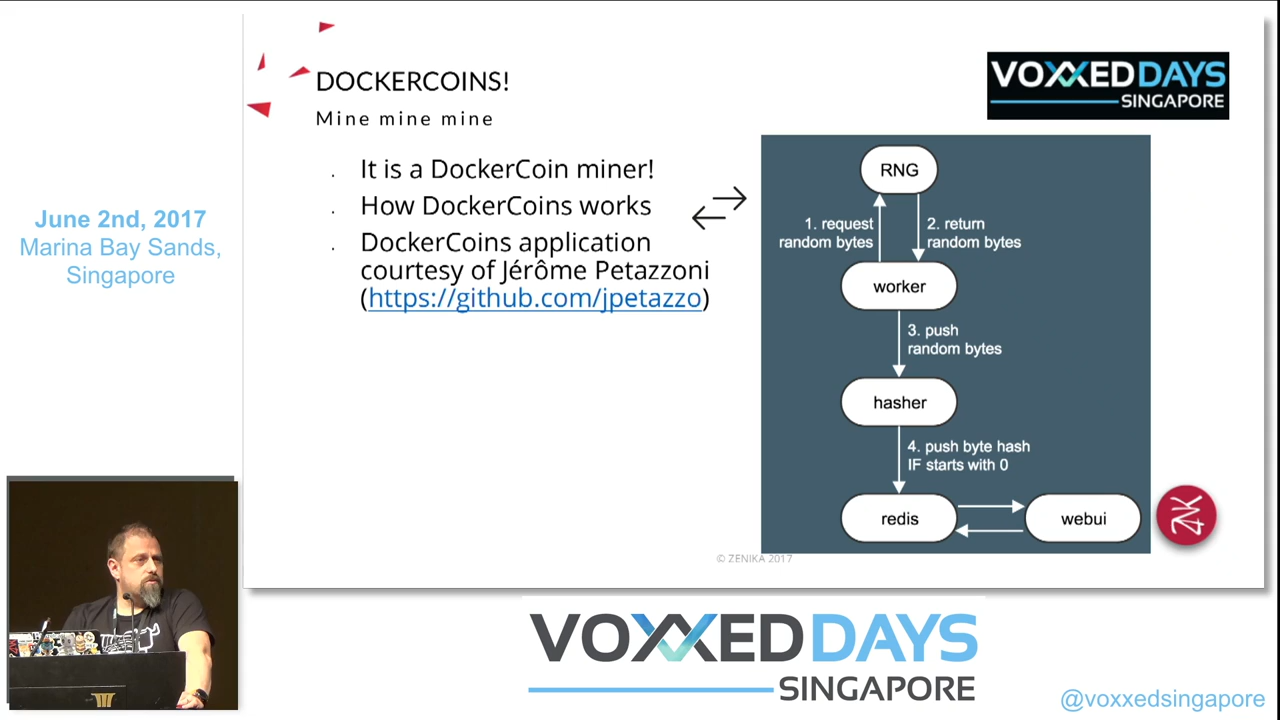 DOCKERCOINS!
Mine mine mine
VOXXEDDAYS
SINGAPORE
June 2nd, 2017
Marina Bay Sands,
Singapore
It is a DockerCoin miner!
How DockerCoins works
DockerCoins application
courtesy of Jérôme Petazzoni
(https://github.com/jpetazzo)
RNG
1. request
random bytes
2. return
random bytes
worker
3. push
random bytes
hasher
4. push byte hash
IF starts with 0
redis
webui
ZNK
© ZENIKA 2017
VOXXEDDAYS
SINGAPORE
@voxxedsingapore